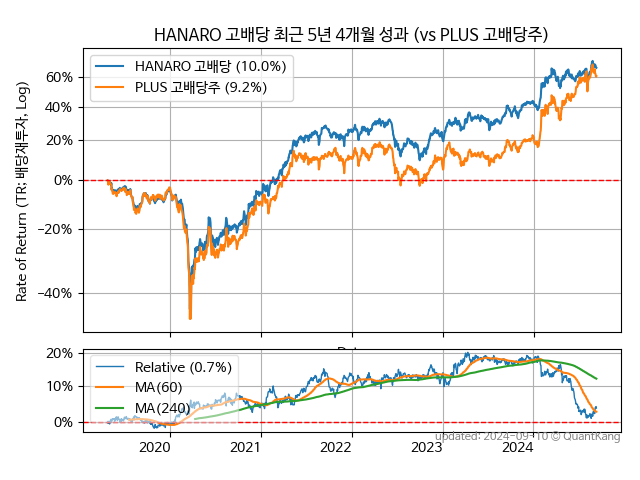 HANARO 고배당 최근 5년 4개월 성과 (vs PLUS 고배당주)
Rate of Return (TR: 배당재투자, Log)
HANARO 고배당 (10.0%)
PLUS 고배당주 (9.2%)
60%
40%
20%
0%
−20%
−40%
20%
10%
0%
Relative (0.7%)
MA(60)
MA(240)
2020 2021 2022 2023 2024
updated: 2024-09-10 © QuantKang